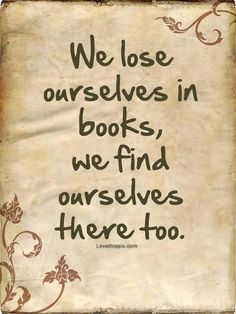 We lose
ourselves in
books,
we find
ourselves
there too.
Lovethispic.com